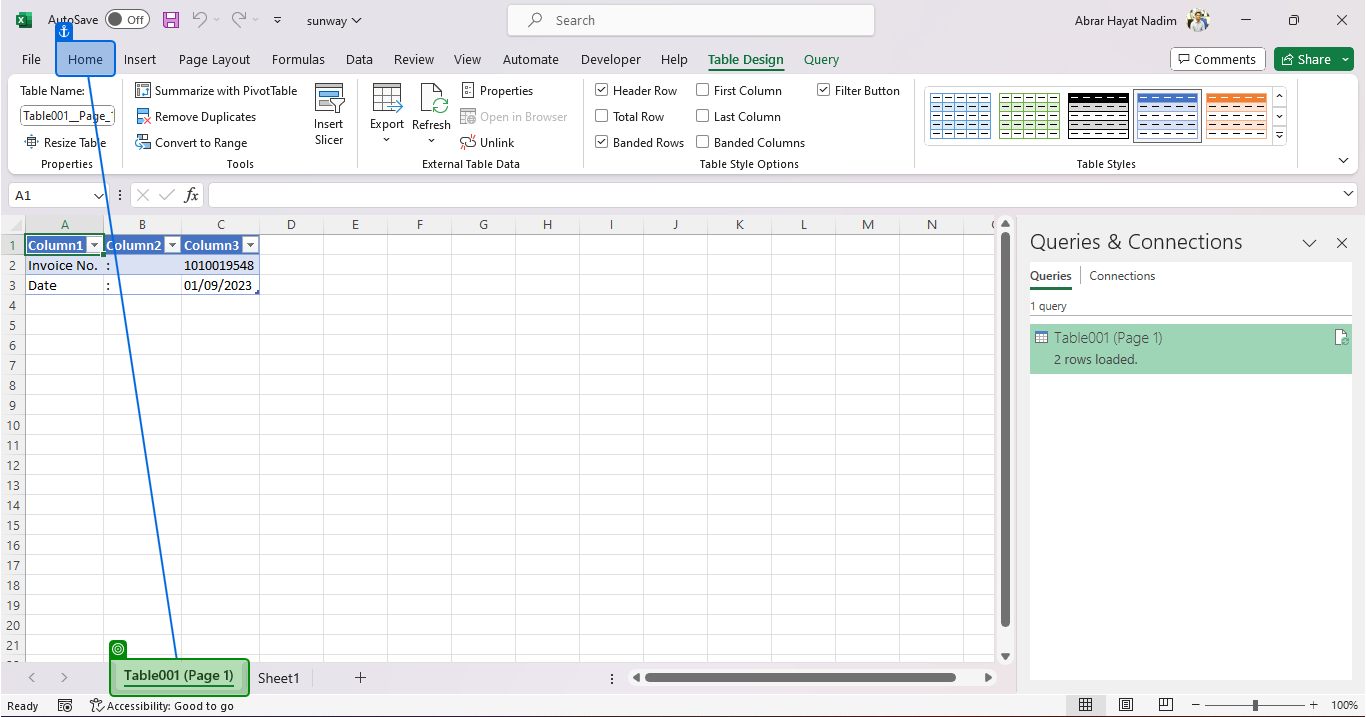 AutoSave Off sunway Search Abrar Hayat Nadim
File Home Insert Page Layout Formulas Data Review View Automate Developer Help Table Design Query Comments Share
Table Name:
Table001__Page_
Resize Table
Properties
Summarize with PivotTable
Remove Duplicates
Convert to Range
Insert
Slicer
Tools
Export
Refresh
Properties
Open in Browser
Unlink
External Table Data
Header Row First Column Filter Button
Total Row Last Column
Banded Rows Banded Columns
Table Style Options
Table Styles
A1 fx
A B C D E F G H I J K L M N
1 Column1 Column2 Column3
2 Invoice No. : 1010019548
3 Date : 01/09/2023
4
5
6
7
8
9
10
11
12
13
14
15
16
17
18
19
20
21
Queries & Connections
Queries Connections
1 query
Table001 (Page 1)
2 rows loaded.
Table001 (Page 1) Sheet1
Ready Accessibility: Good to go 100%